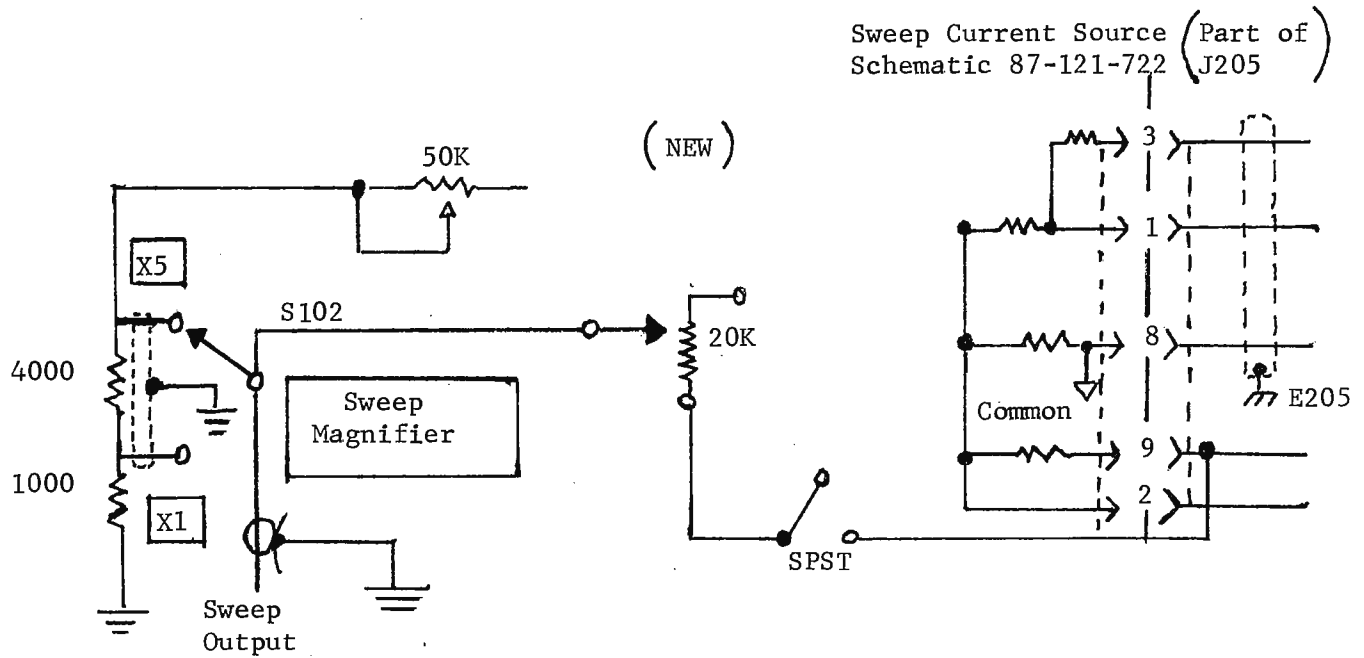 Sweep Current Source (Part of
Schematic 87-121-722 J205)
(NEW)
50K
3
1
X5
S102
20K
8
4000
Sweep
Magnifier
Common
E205
9
1000
2
X1
SPST
Sweep
Output